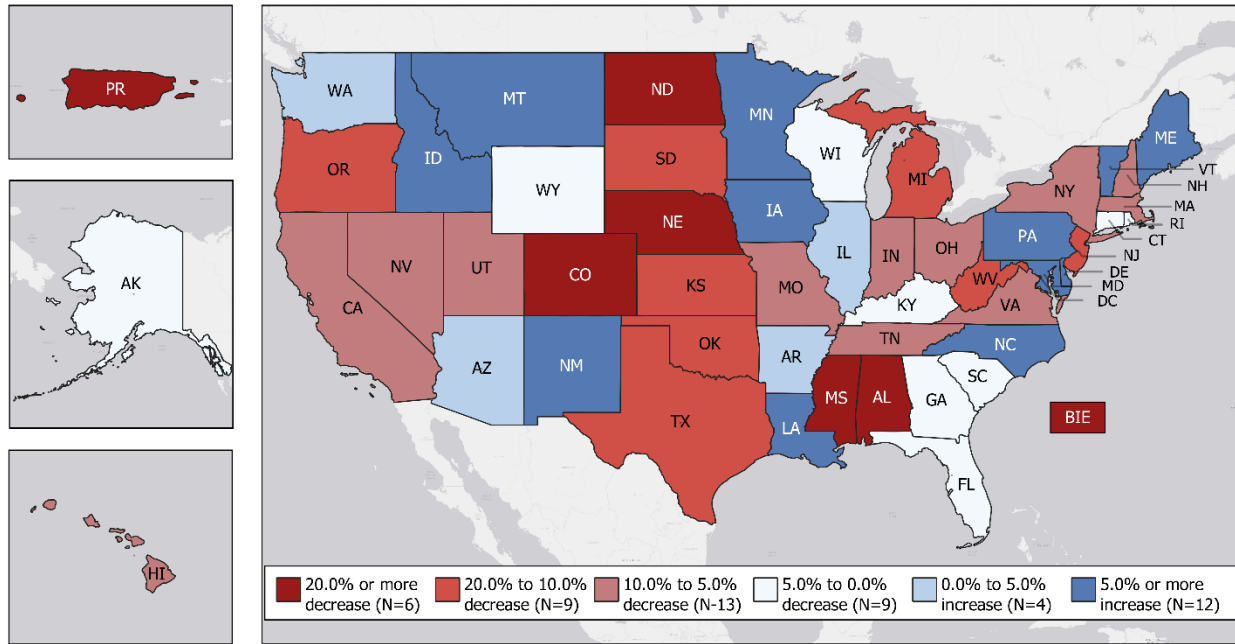 PR
AK
HI
WA
MT
ND
MN
ME
VT
OR
ID
SD
WI
MI
NY
NH
WY
MA
IA
RI
NE
PA
CT
NJ
NV
UT
CO
IL
IN
OH
DE
CA
KS
MO
WV
MD
KY
VA
DC
AZ
NM
OK
AR
TN
NC
SC
MS
AL
GA
BIE
TX
LA
FL
20.0% or more
decrease (N=6)
20.0% to 10.0%
decrease (N=9)
10.0% to 5.0%
decrease (N-13)
5.0% to 0.0%
decrease (N=9)
0.0% to 5.0%
increase (N=4)
5.0% or more
increase (N=12)